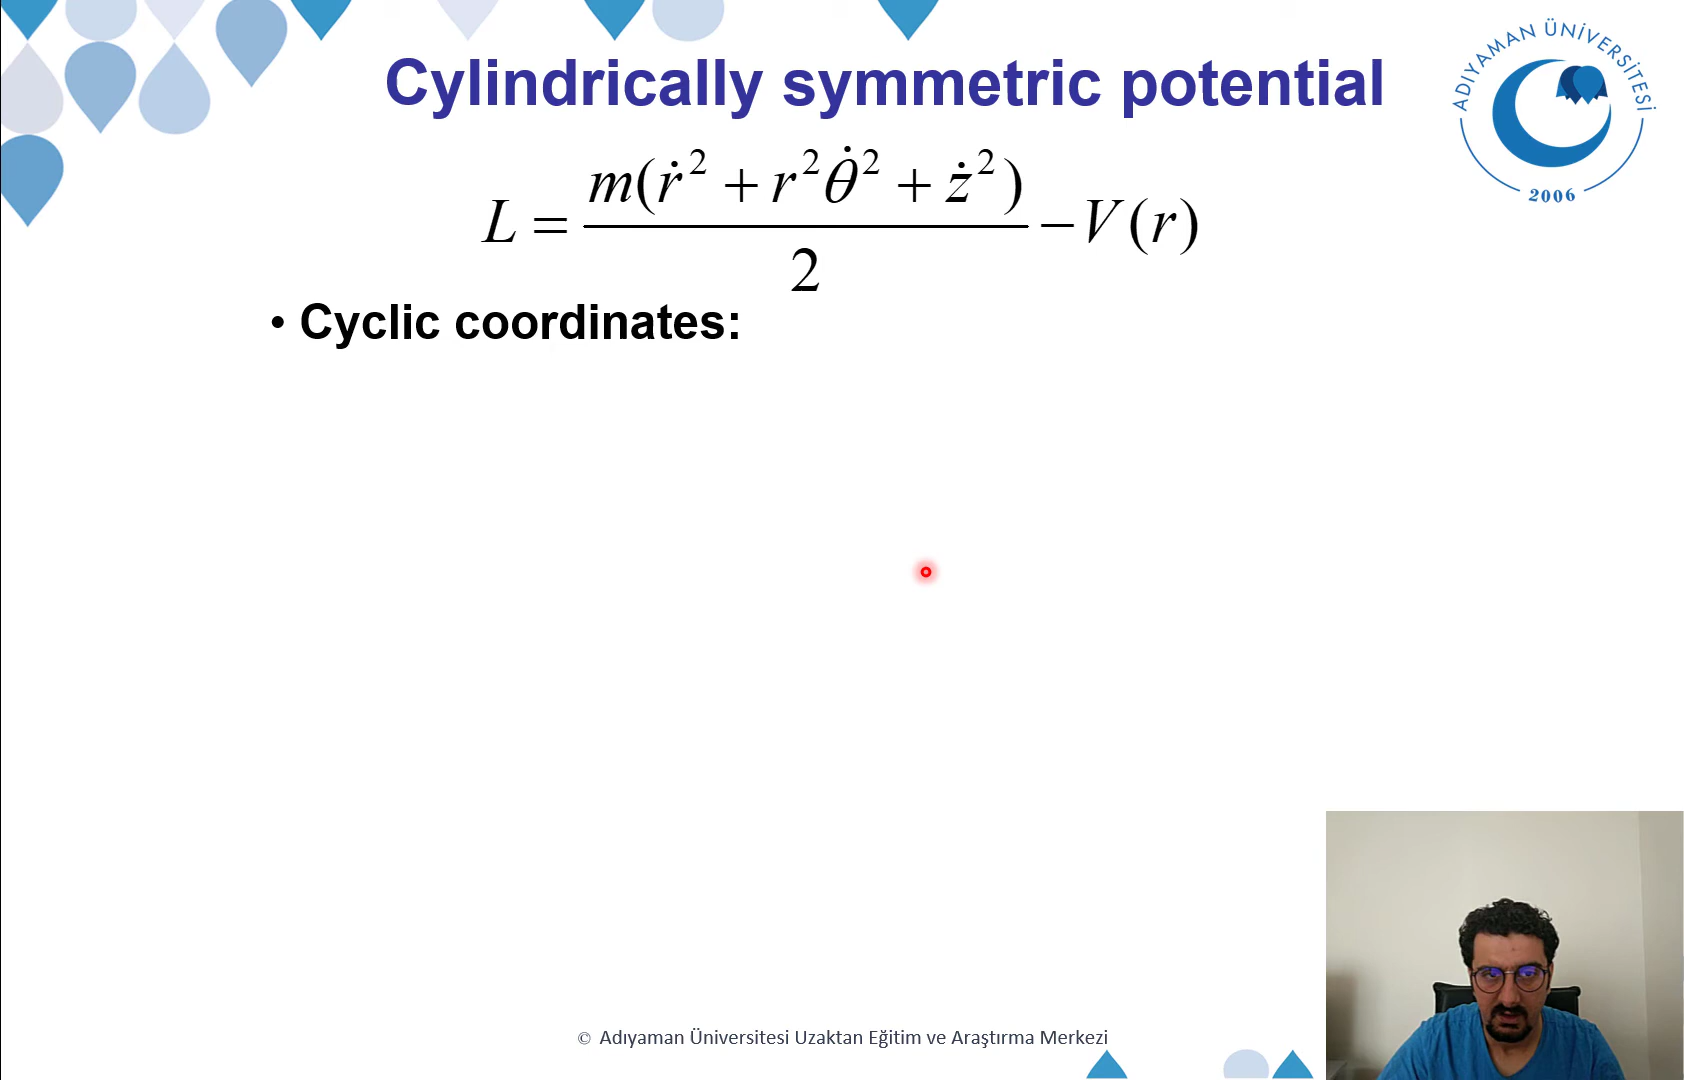 Cylindrically symmetric potential
ADIYAMAN ÜNİVERSİTESİ
2006
L = m(ṙ² + r²θ̇² + ż²) / 2 − V(r)
• Cyclic coordinates:
© Adıyaman Üniversitesi Uzaktan Eğitim ve Araştırma Merkezi